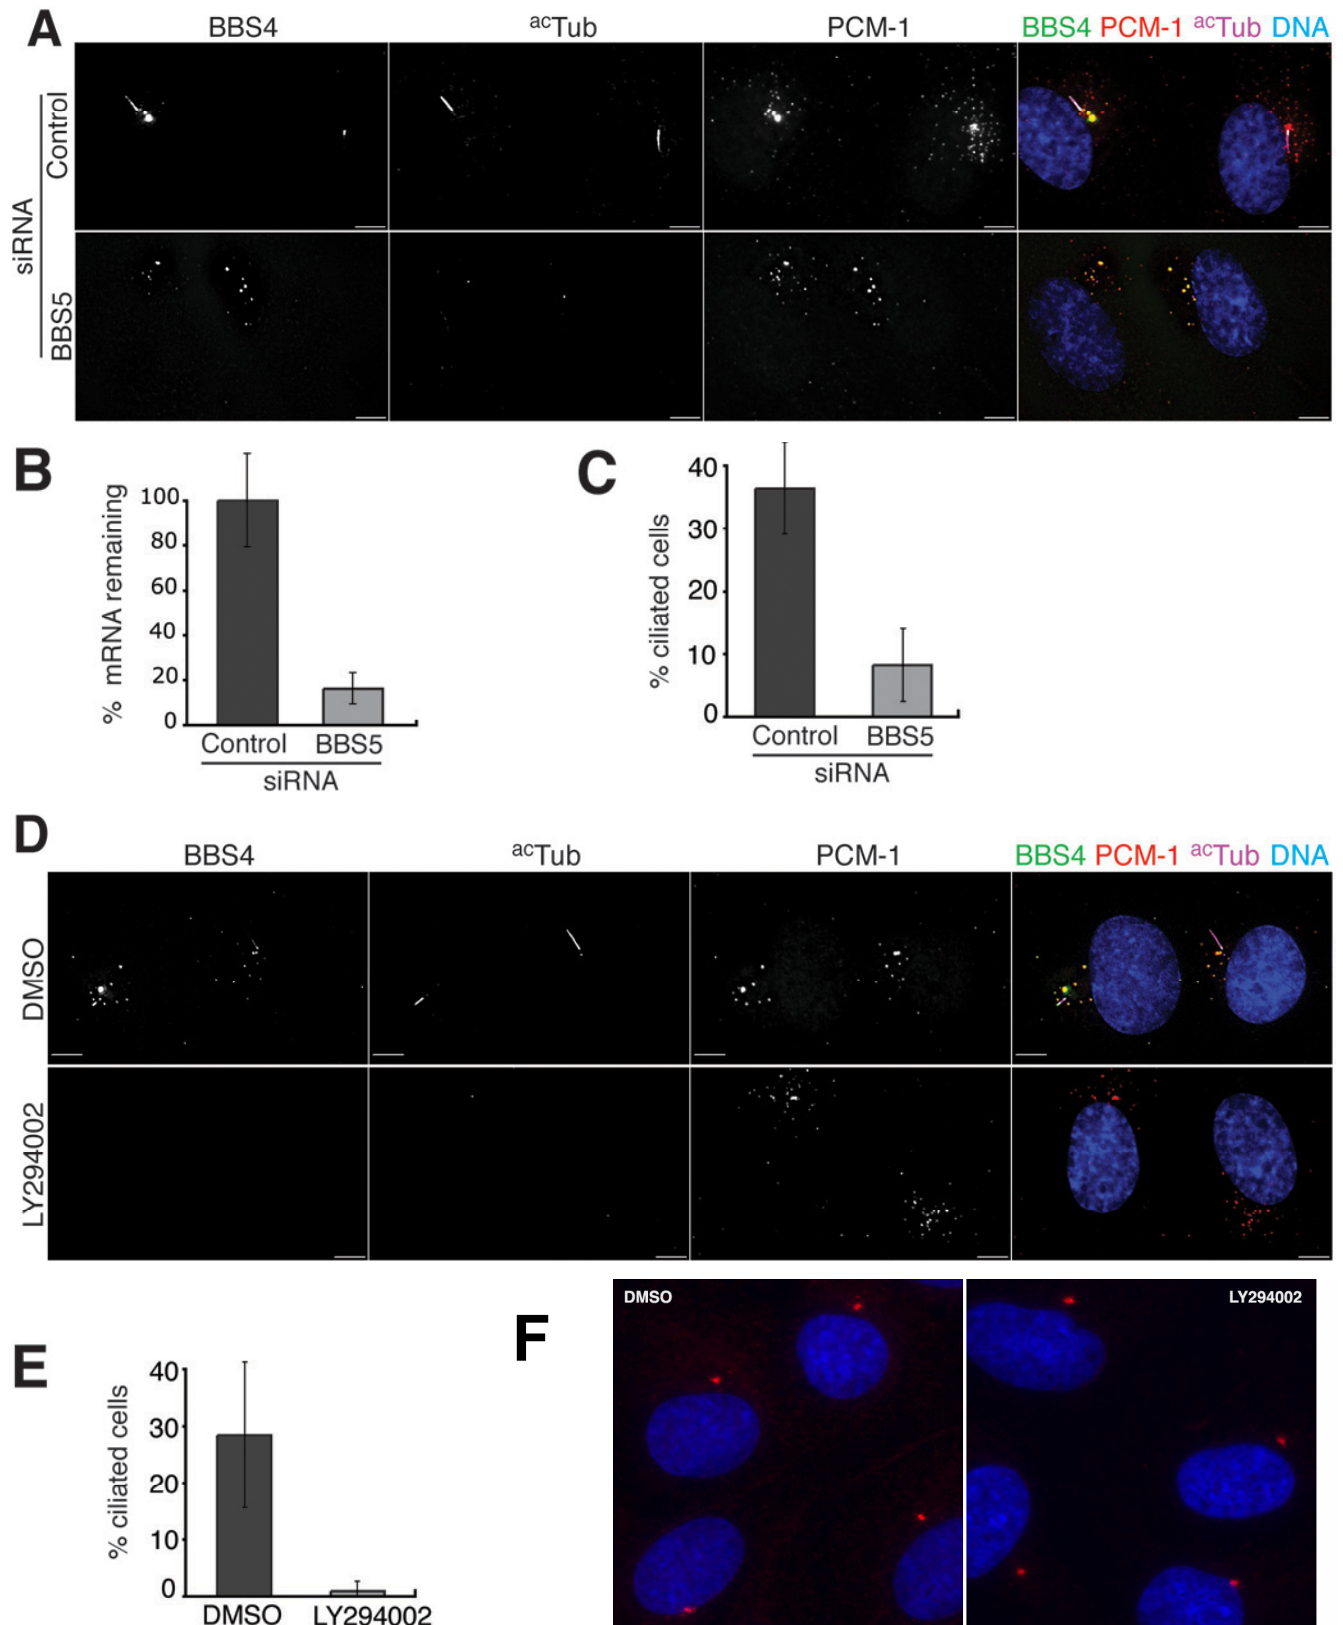 A
BBS4
acTub
PCM-1
BBS4 PCM-1 acTub DNA
siRNA
Control
BBS5
B
% mRNA remaining
100
80
60
40
20
0
Control BBS5
siRNA
C
% ciliated cells
40
30
20
10
0
Control BBS5
siRNA
D
BBS4
acTub
PCM-1
BBS4 PCM-1 acTub DNA
DMSO
LY294002
E
% ciliated cells
40
30
20
10
0
DMSO LY294002
F
DMSO
LY294002